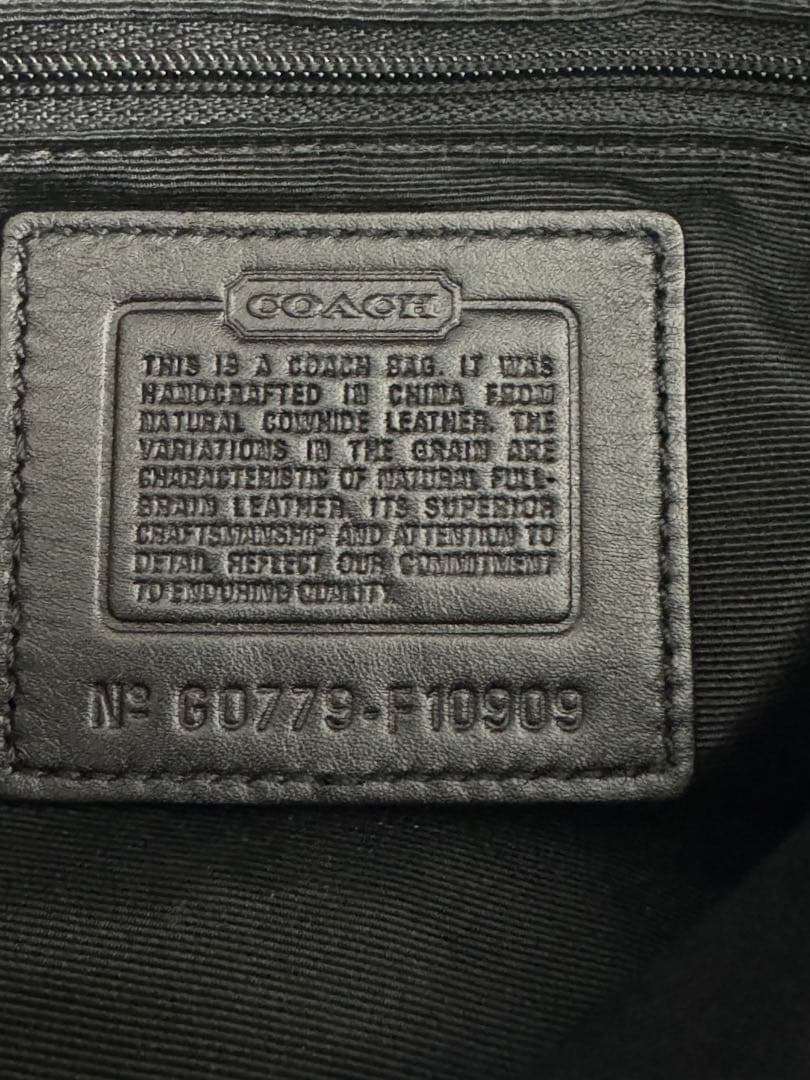 COACH
THIS IS A COACH BAG. IT WAS
HANDCRAFTED IN CHINA FROM
NATURAL COWHIDE LEATHER. THE
VARIATIONS IN THE GRAIN ARE
CHARACTERISTIC OF NATURAL FULL-
GRAIN LEATHER. ITS SUPERIOR
CRAFTSMANSHIP AND ATTENTION TO
DETAIL REFLECT OUR COMMITMENT
TO ENDURING QUALITY.
Nº G0779-F10909